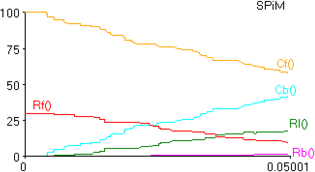 SPiM
100
75
50
25
0
Cf()
Cb()
Rf()
Rl()
Rb()
0
0.05001